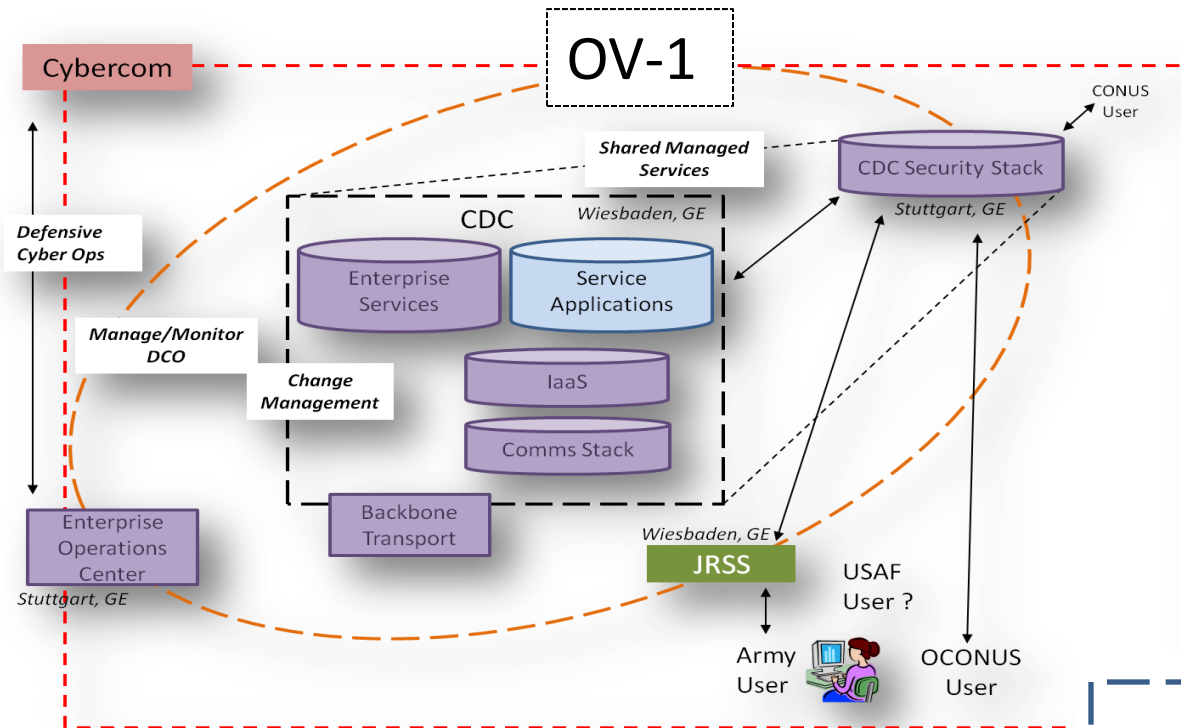 OV-1
Cybercom
CONUS
User
Shared Managed
Services
CDC Security Stack
Stuttgart, GE
CDC
Wiesbaden, GE
Defensive
Cyber Ops
Enterprise
Services
Service
Applications
Manage/Monitor
DCO
Change
Management
IaaS
Comms Stack
Backbone
Transport
Enterprise
Operations
Center
Stuttgart, GE
Wiesbaden, GE
JRSS
USAF
User ?
Army
User
OCONUS
User